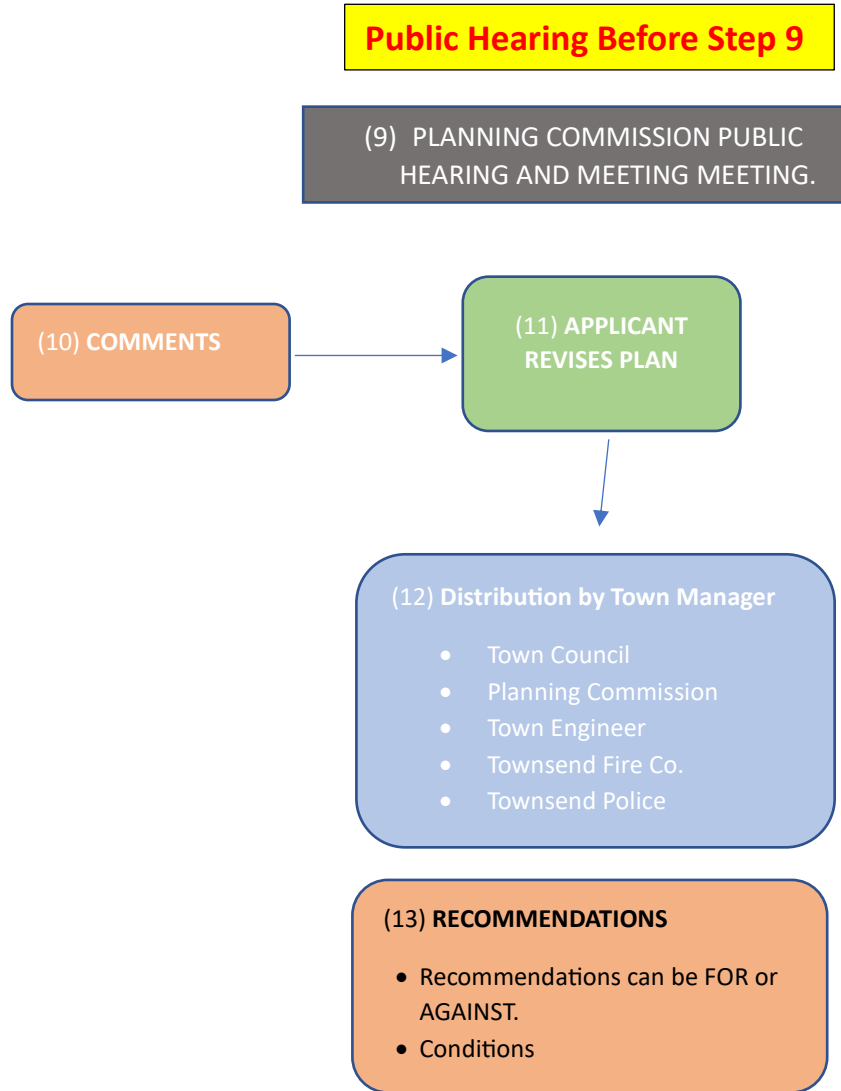 Public Hearing Before Step 9
(9) PLANNING COMMISSION PUBLIC
HEARING AND MEETING MEETING.
(10) COMMENTS
(11) APPLICANT
REVISES PLAN
(12) Distribution by Town Manager
• Town Council
• Planning Commission
• Town Engineer
• Townsend Fire Co.
• Townsend Police
(13) RECOMMENDATIONS
• Recommendations can be FOR or
AGAINST.
• Conditions